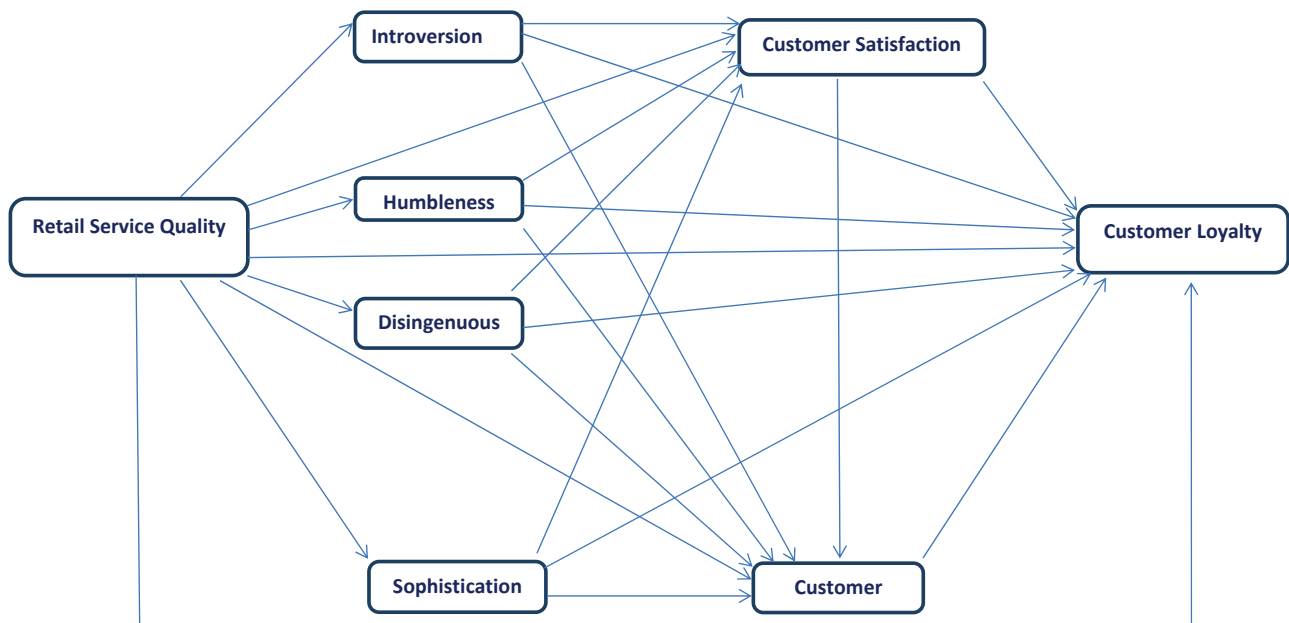 Introversion
Customer Satisfaction
Humbleness
Retail Service Quality
Customer Loyalty
Disingenuous
Sophistication
Customer